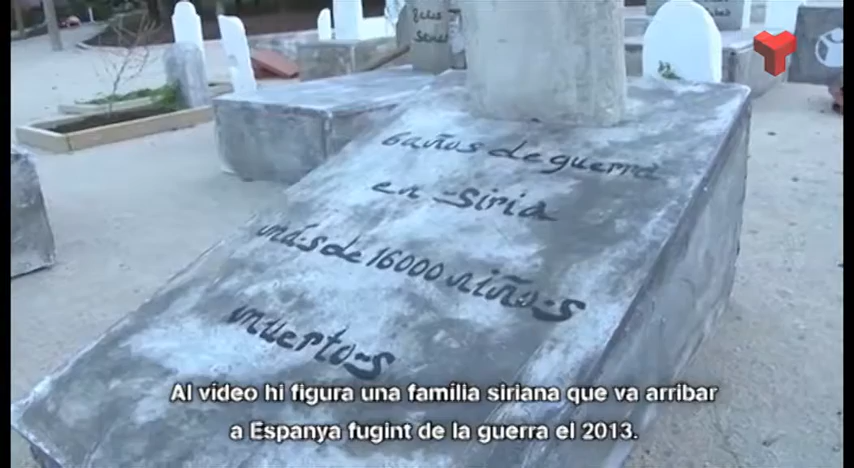 6 años de guerra
en Siria
más de 16000 niños
muertos
Al vídeo hi figura una família siriana que va arribar
a Espanya fugint de la guerra el 2013.